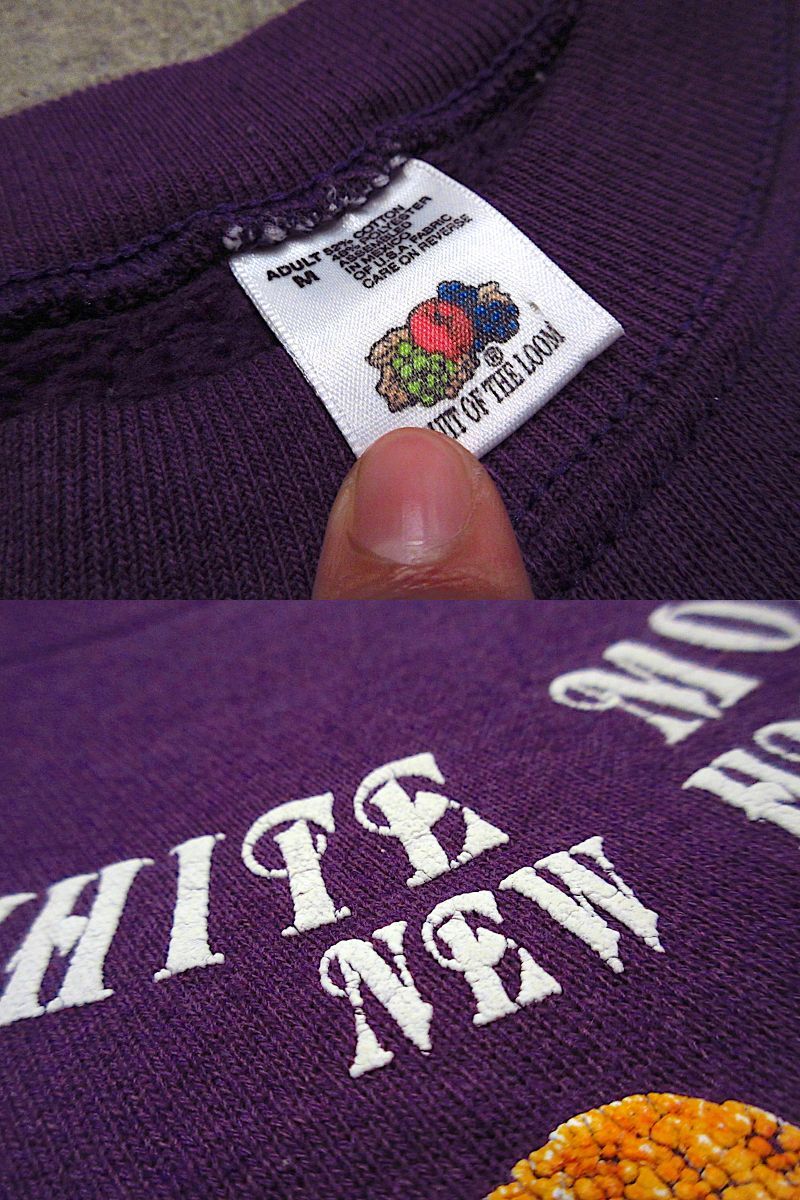 ADULT
M
52% COTTON
48% POLYESTER
ASSEMBLED
IN MEXICO
OF U.S.A. FABRIC
CARE ON REVERSE
®
UIT OF THE LOOM
HITE MO
NEW